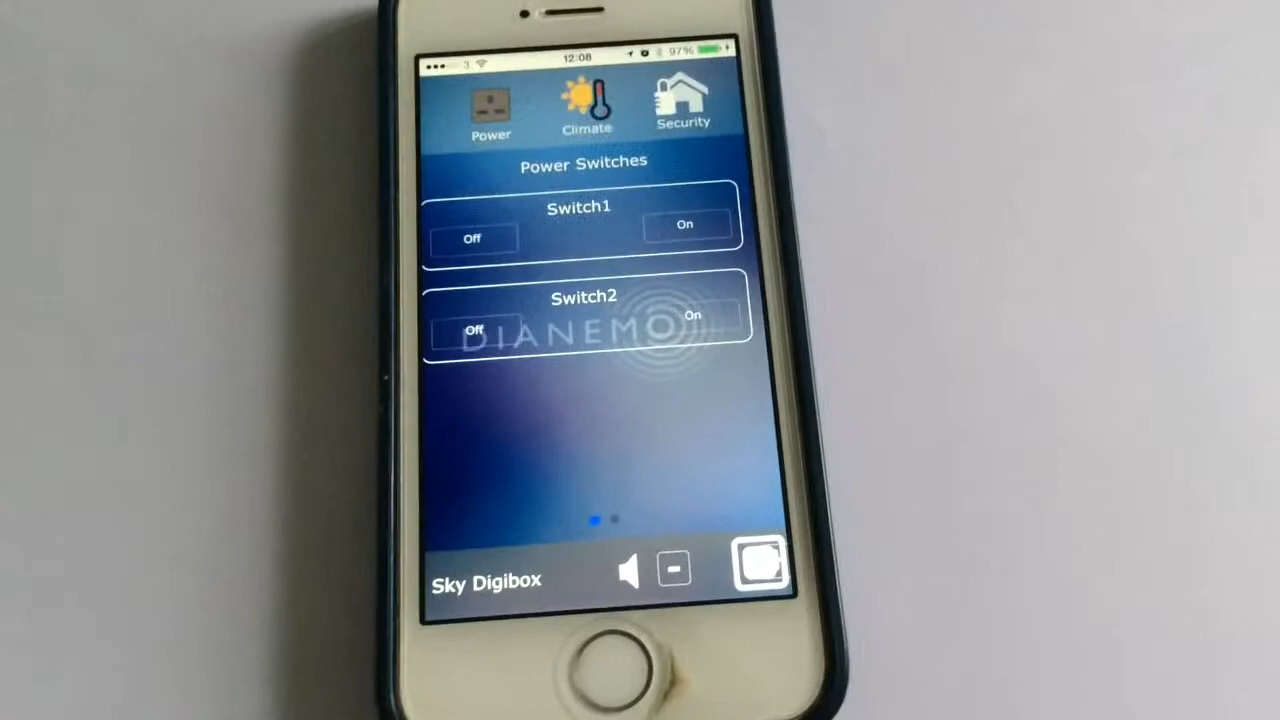 3 12:08 97%
Power Climate Security
Power Switches
Switch1
Off On
Switch2
Off On
DIANEMO
Sky Digibox
-